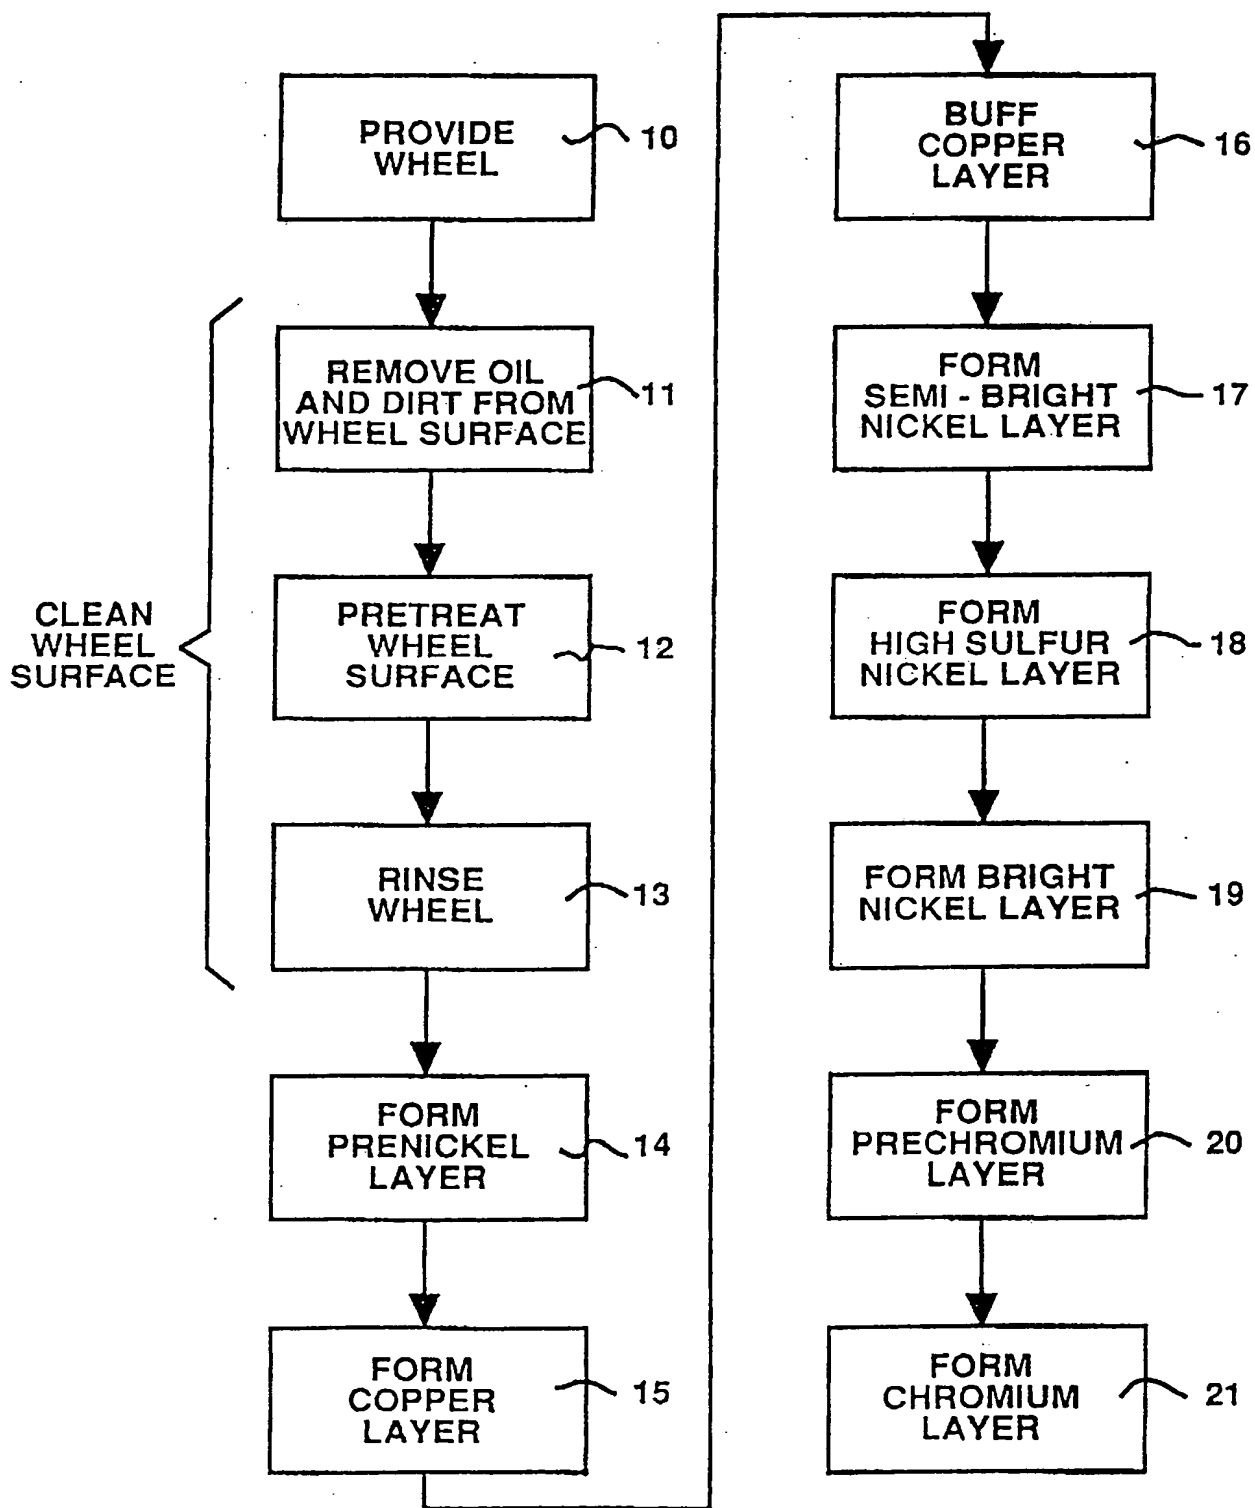 PROVIDE
WHEEL
10
REMOVE OIL
AND DIRT FROM
WHEEL SURFACE
11
CLEAN
WHEEL
SURFACE
PRETREAT
WHEEL
SURFACE
12
RINSE
WHEEL
13
FORM
PRENICKEL
LAYER
14
FORM
COPPER
LAYER
15
BUFF
COPPER
LAYER
16
FORM
SEMI - BRIGHT
NICKEL LAYER
17
FORM
HIGH SULFUR
NICKEL LAYER
18
FORM BRIGHT
NICKEL LAYER
19
FORM
PRECHROMIUM
LAYER
20
FORM
CHROMIUM
LAYER
21